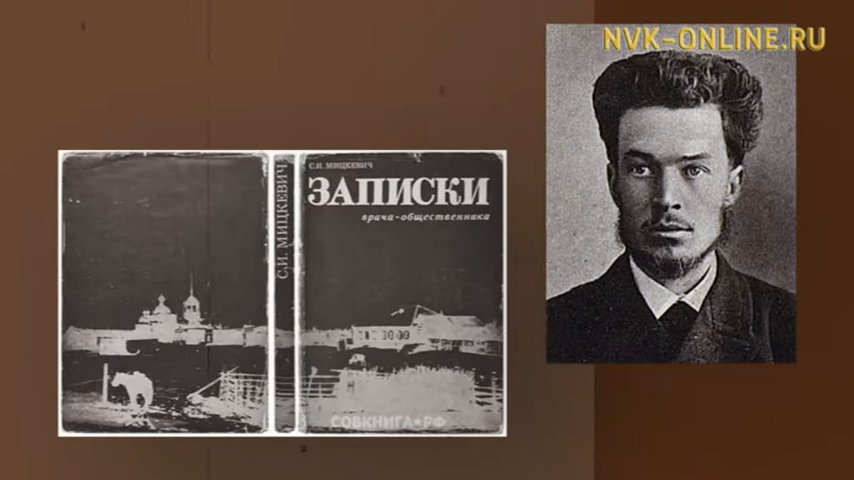 NVK-ONLINE.RU
С.И. МИЦКЕВИЧ
С.И. МИЦКЕВИЧ
ЗАПИСКИ
врача-общественника
СОВКНИГА.РФ